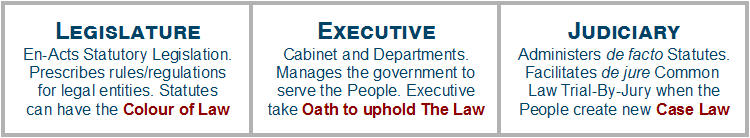 LEGISLATURE
En-Acts Statutory Legislation.
Prescribes rules/regulations
for legal entities. Statutes
can have the Colour of Law
EXECUTIVE
Cabinet and Departments.
Manages the government to
serve the People. Executive
take Oath to uphold The Law
JUDICIARY
Administers de facto Statutes.
Facilitates de jure Common
Law Trial-By-Jury when the
People create new Case Law